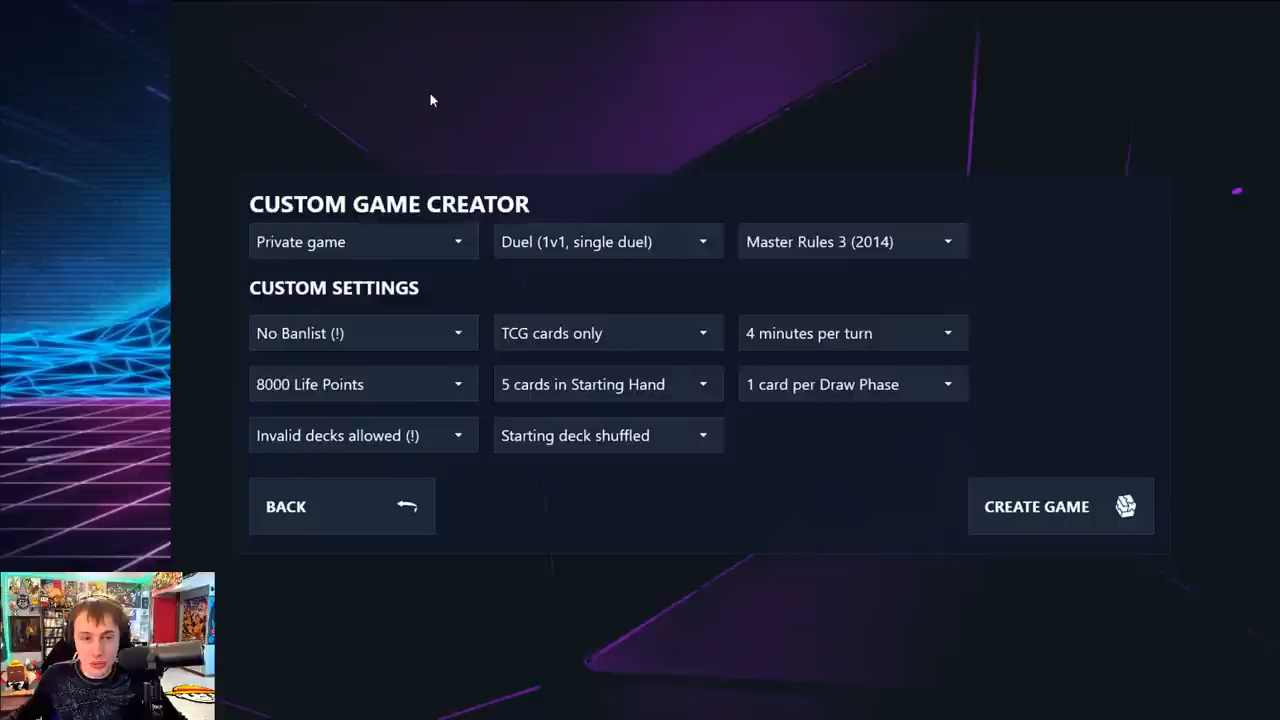 CUSTOM GAME CREATOR
Private game
Duel (1v1, single duel)
Master Rules 3 (2014)
CUSTOM SETTINGS
No Banlist (!)
TCG cards only
4 minutes per turn
8000 Life Points
5 cards in Starting Hand
1 card per Draw Phase
Invalid decks allowed (!)
Starting deck shuffled
BACK
CREATE GAME